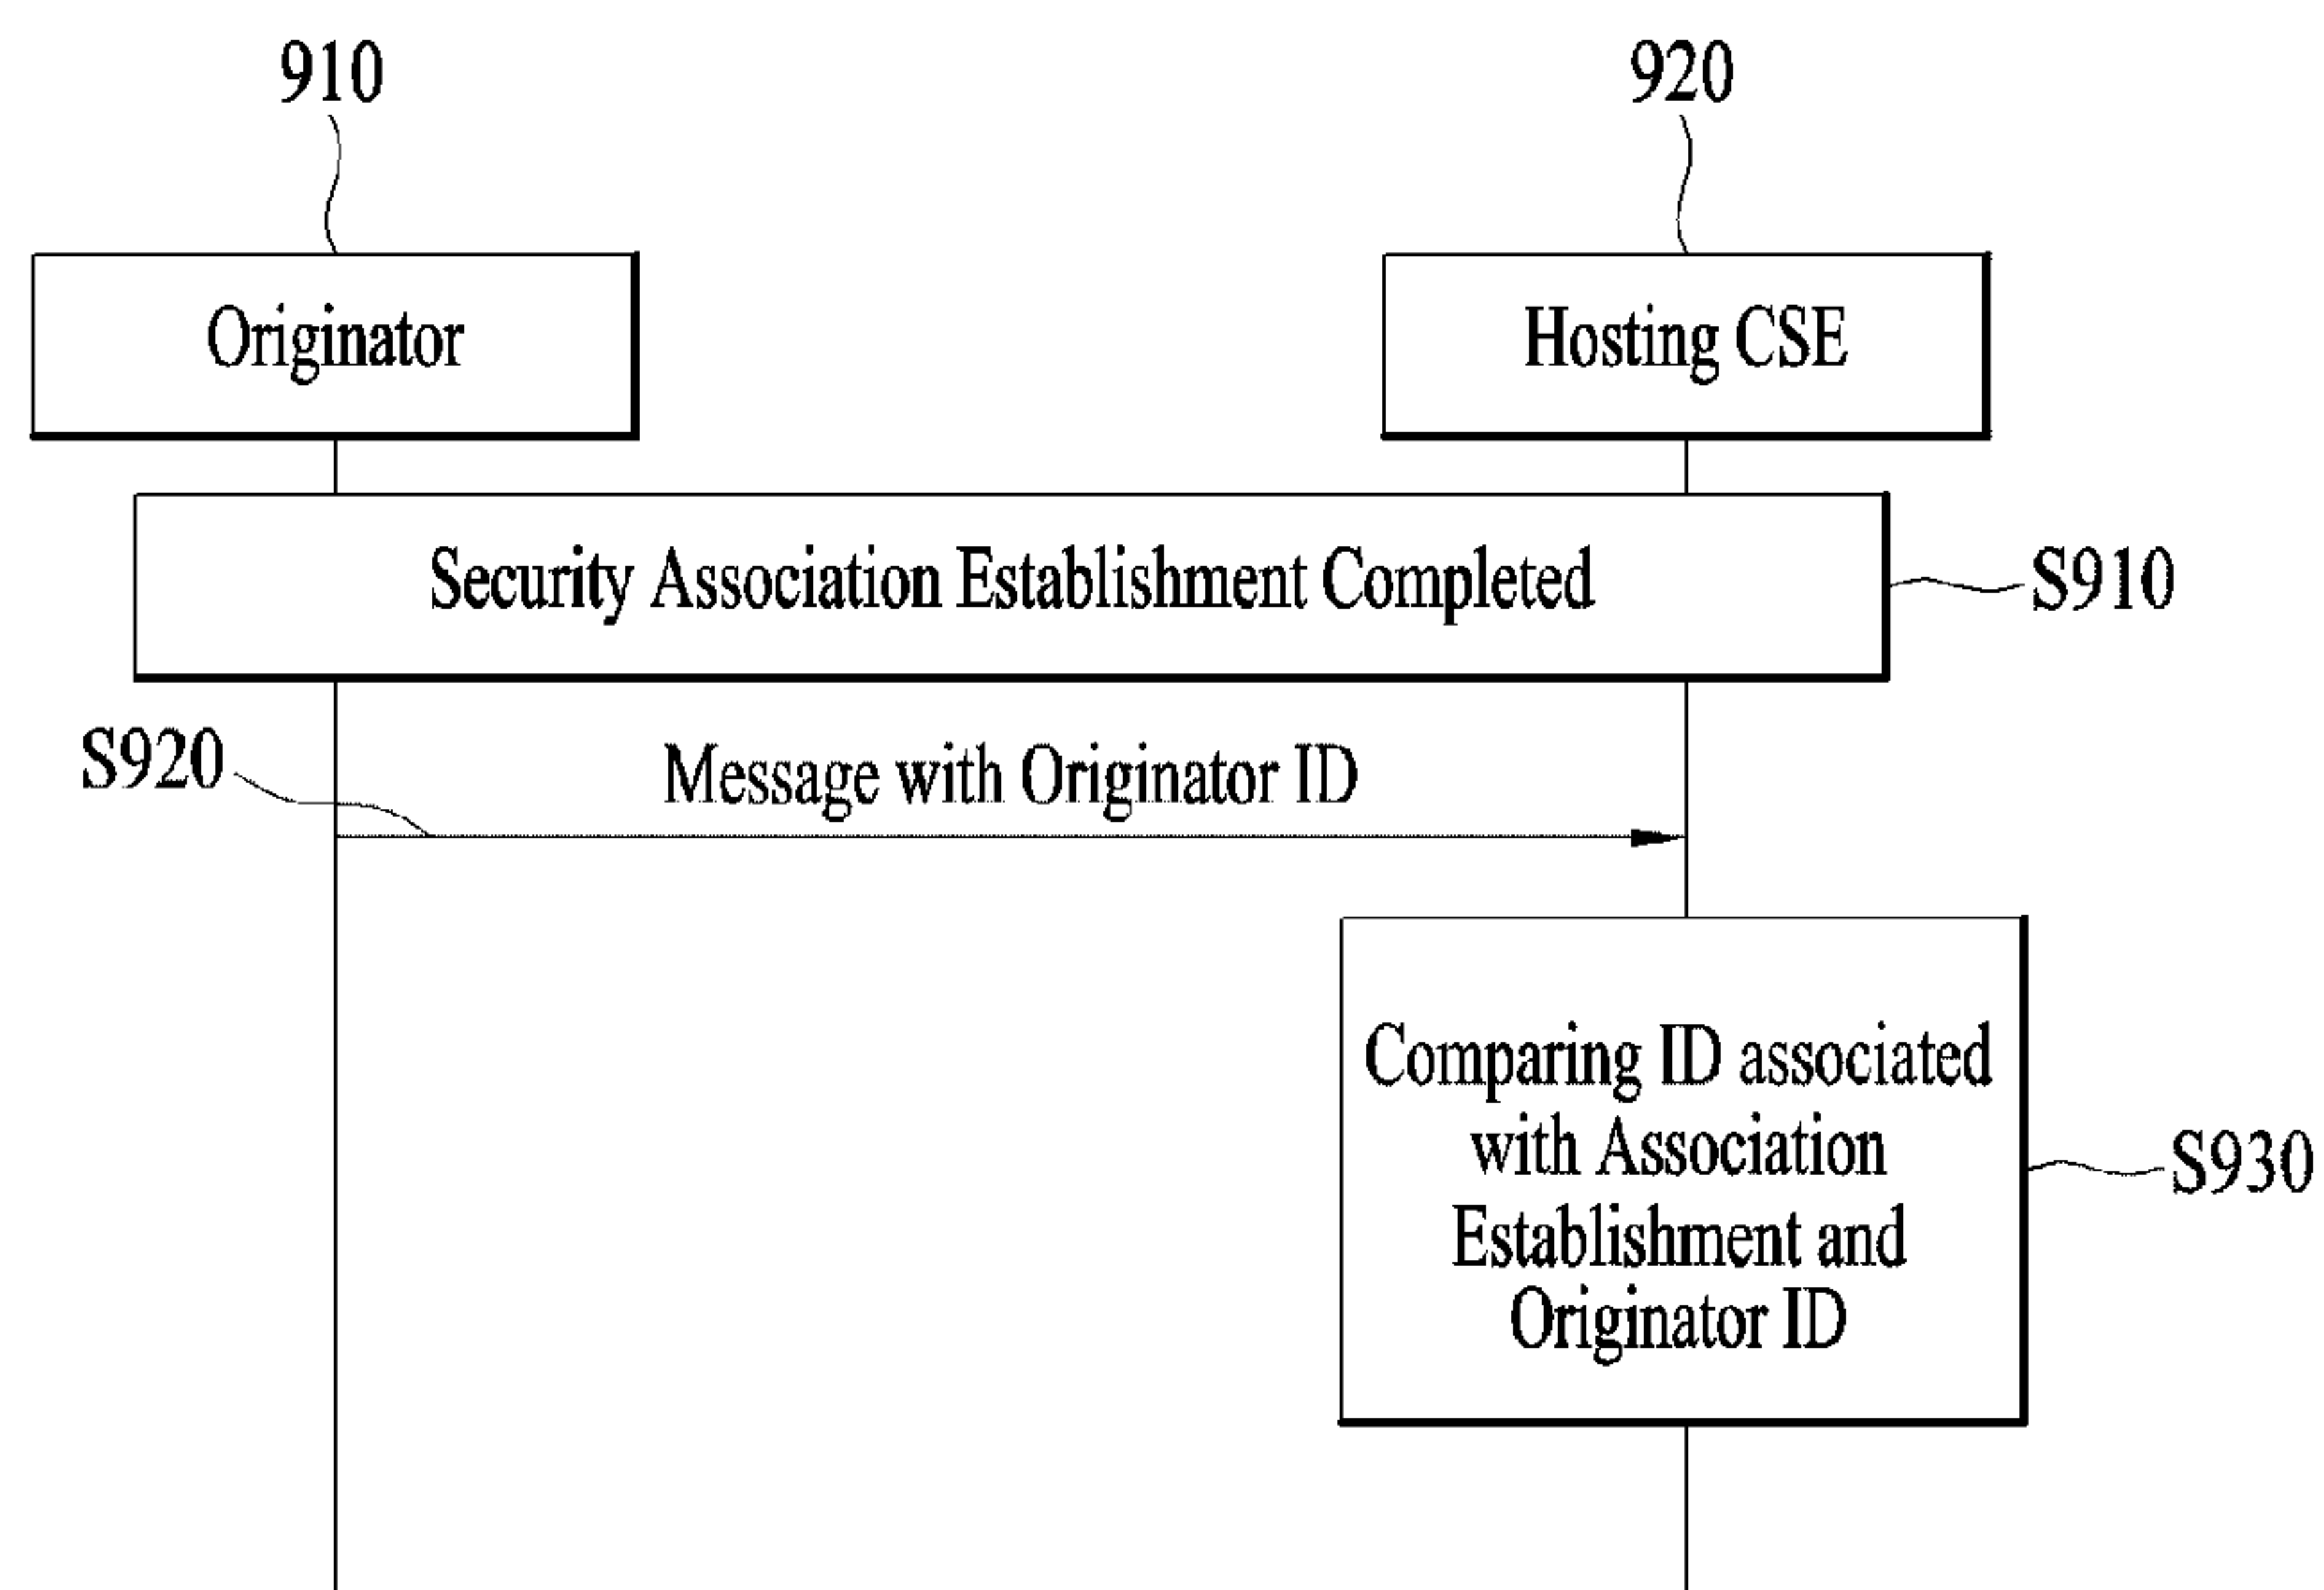 910
920
Originator
Hosting CSE
Security Association Establishment Completed
S910
S920
Message with Originator ID
Comparing ID associated
with Association
Establishment and
Originator ID
S930